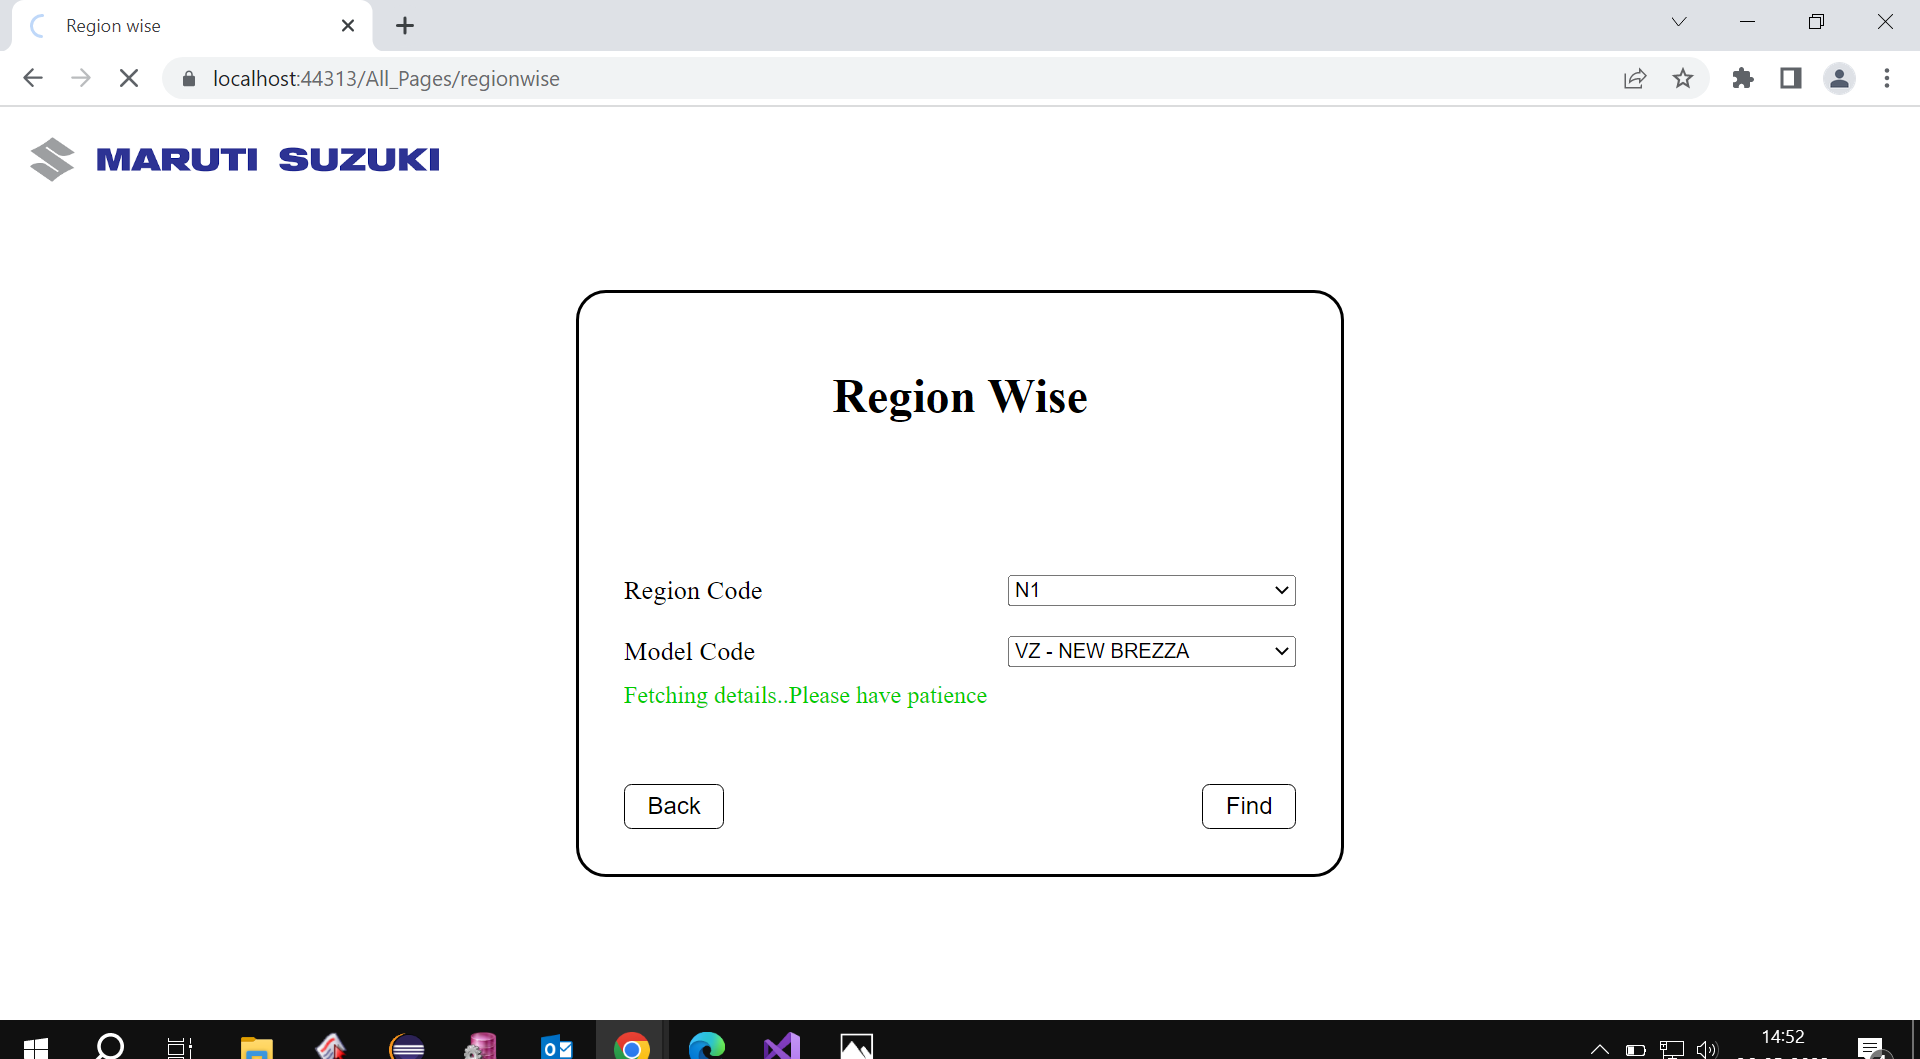 Region wise
localhost:44313/All_Pages/regionwise
MARUTI SUZUKI
Region Wise
Region Code
N1
Model Code
VZ - NEW BREZZA
Fetching details..Please have patience
Back
Find
14:52